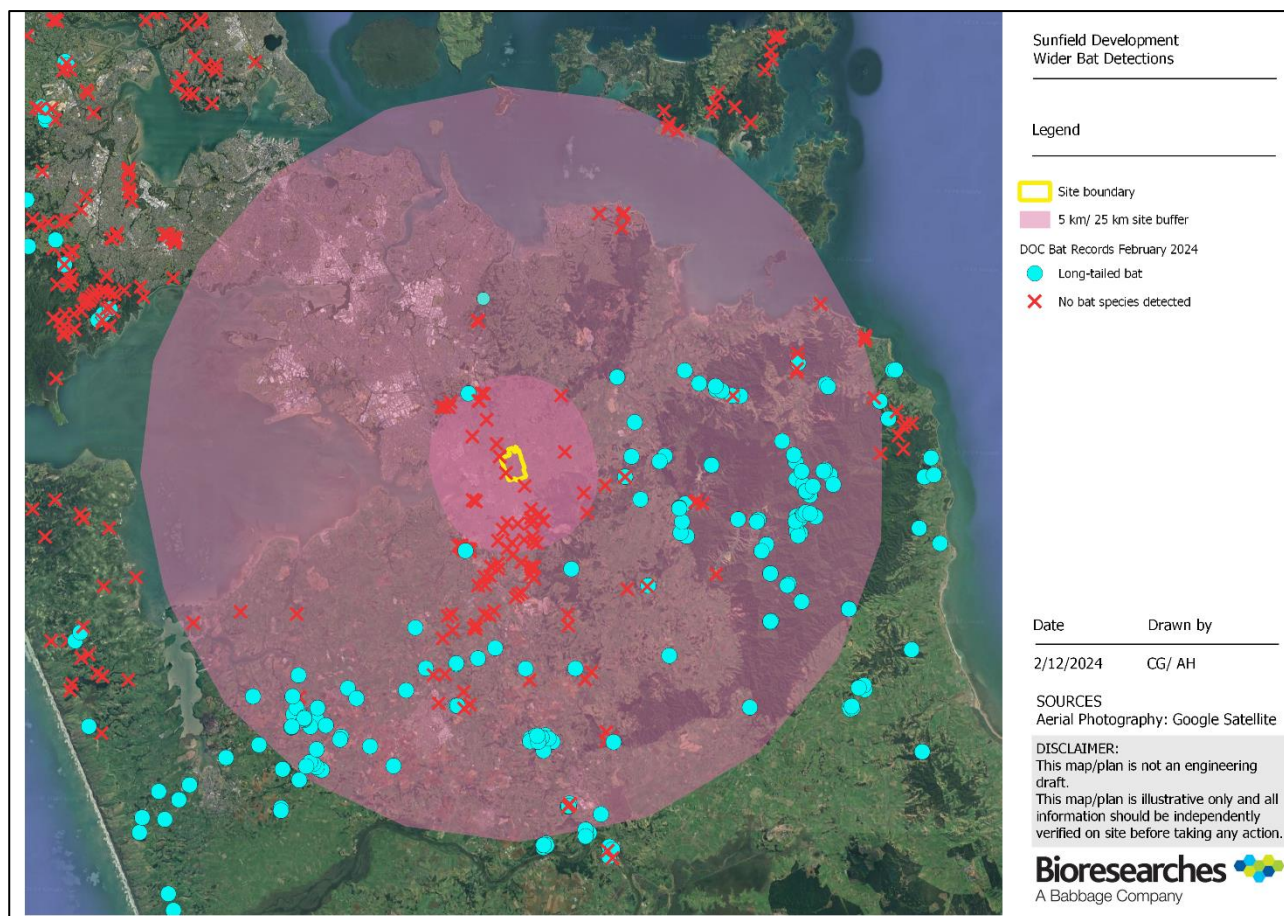 Sunfield Development
Wider Bat Detections
Legend
Site boundary
5 km/ 25 km site buffer
DOC Bat Records February 2024
Long-tailed bat
No bat species detected
Date Drawn by
2/12/2024 CG/ AH
SOURCES
Aerial Photography: Google Satellite
DISCLAIMER:
This map/plan is not an engineering
draft.
This map/plan is illustrative only and all
information should be independently
verified on site before taking any action.
Bioresearches
A Babbage Company